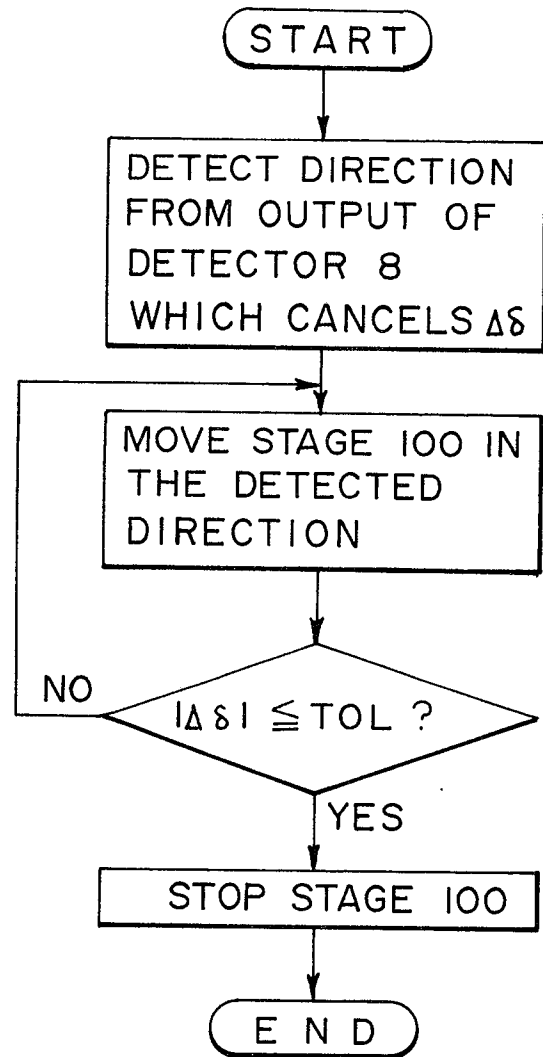 START
DETECT DIRECTION
FROM OUTPUT OF
DETECTOR 8
WHICH CANCELS Δδ
MOVE STAGE 100 IN
THE DETECTED
DIRECTION
NO
|Δδ| ≦ TOL ?
YES
STOP STAGE 100
END